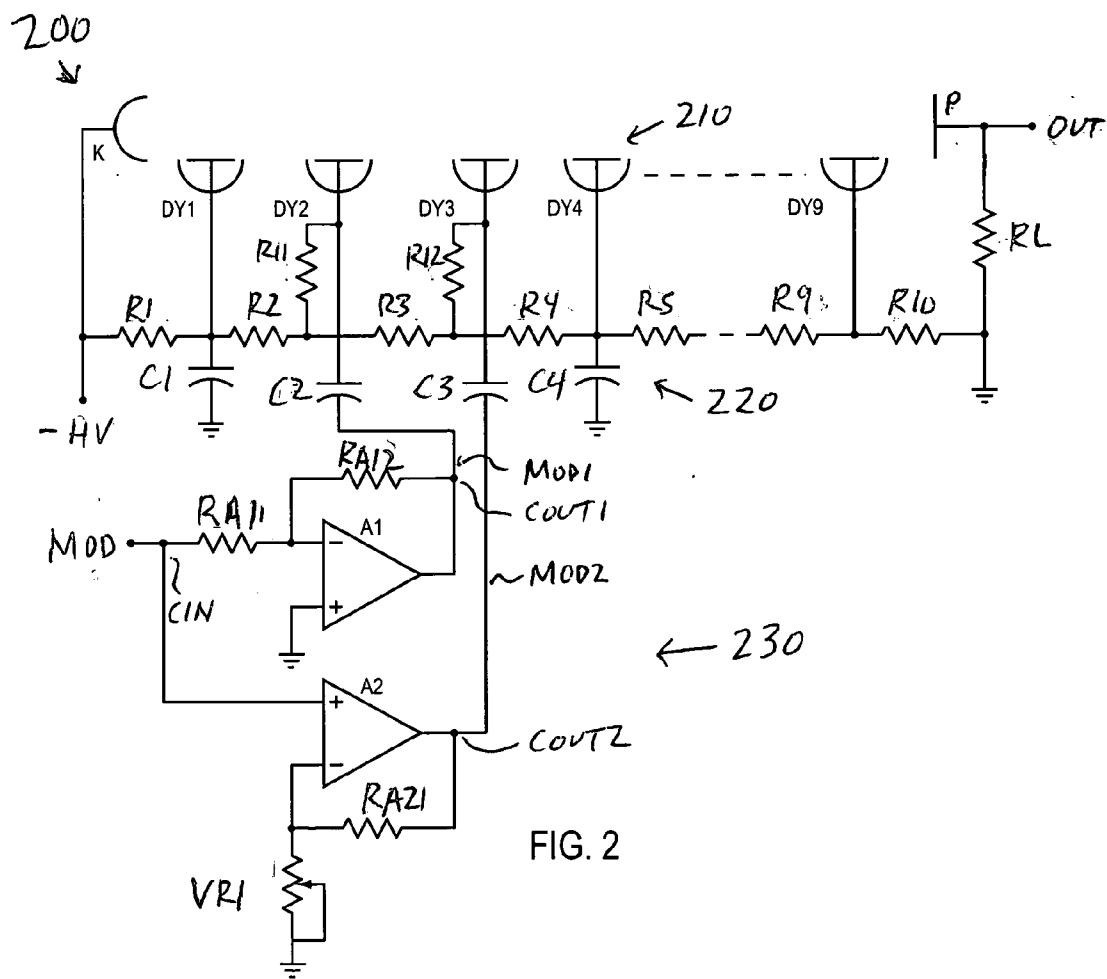 200
K
210
P
OUT
DY1
DY2
DY3
DY4
DY9
R11
R12
RL
R1
R2
R3
R4
R5
R9
R10
C1
C2
C3
C4
220
-HV
RA12
MOD1
COUT1
RA11
MOD
A1
-
+
MOD2
CIN
230
A2
+
-
COUT2
RA21
FIG. 2
VR1